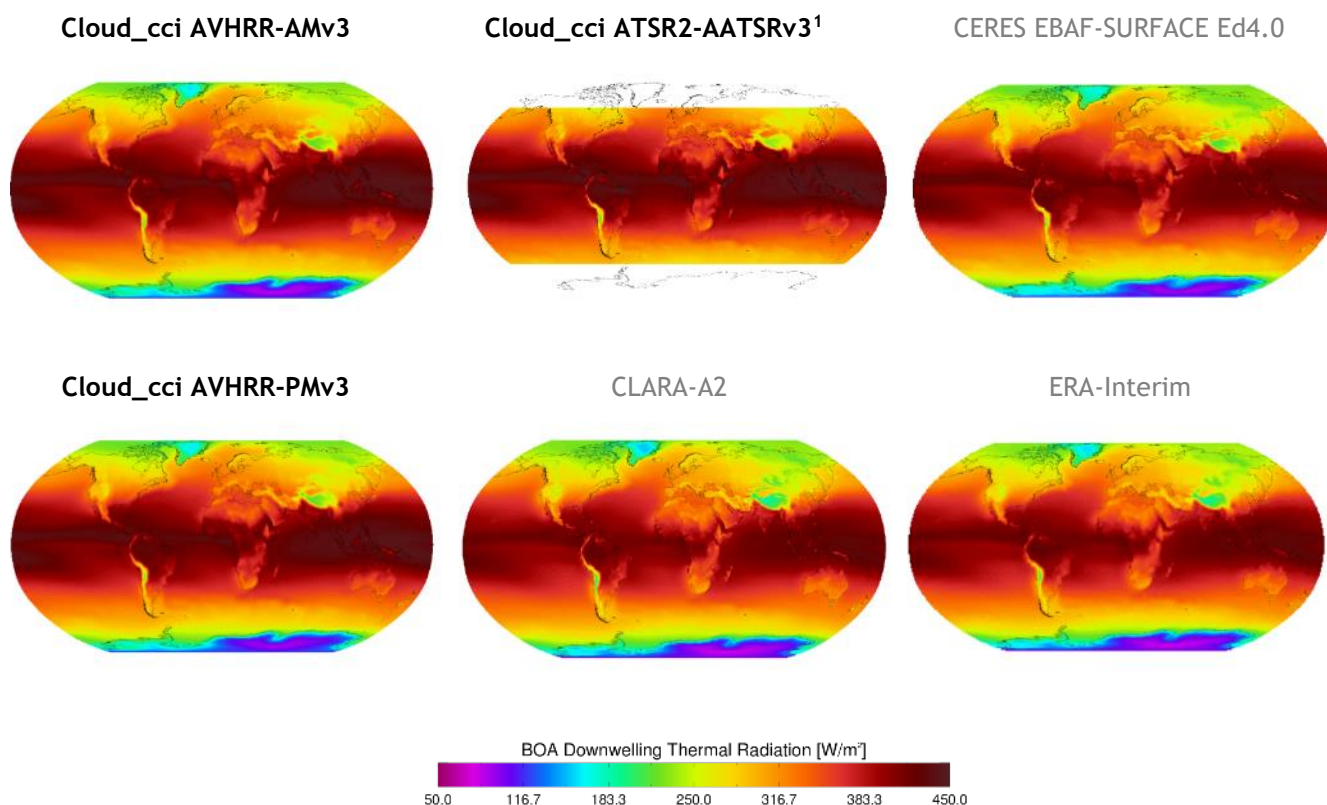 Cloud_cci AVHRR-AMv3
Cloud_cci ATSR2-AATSRv3¹
CERES EBAF-SURFACE Ed4.0
Cloud_cci AVHRR-PMv3
CLARA-A2
ERA-Interim
BOA Downwelling Thermal Radiation [W/m²]
50.0 116.7 183.3 250.0 316.7 383.3 450.0